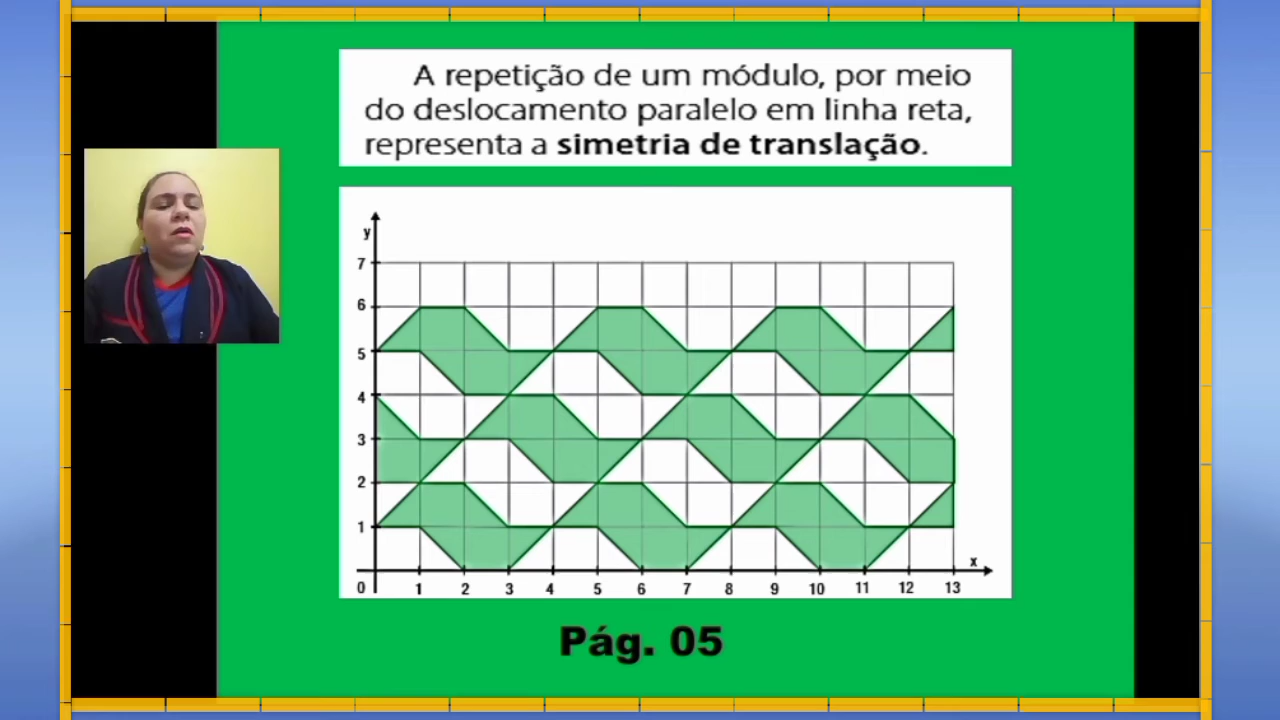 A repetição de um módulo, por meio
do deslocamento paralelo em linha reta,
representa a simetria de translação.
y
7
6
5
4
3
2
1
x
0 1 2 3 4 5 6 7 8 9 10 11 12 13
Pág. 05